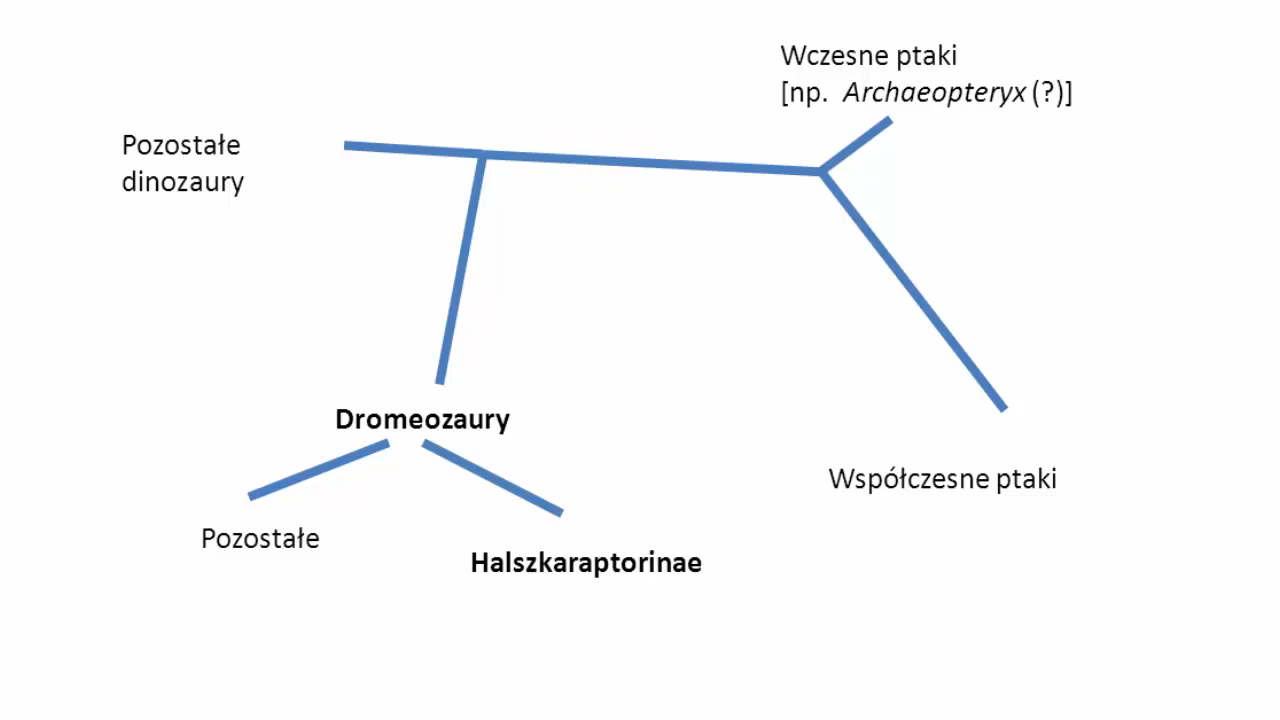 Wczesne ptaki
[np. Archaeopteryx (?)]
Pozostałe
dinozaury
Dromeozaury
Współczesne ptaki
Pozostałe
Halszkaraptorinae